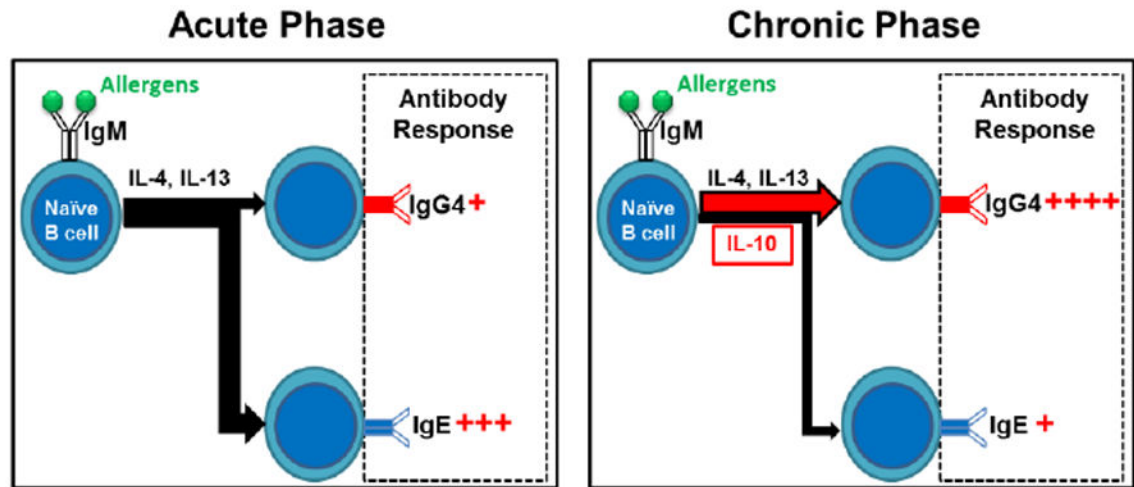 Acute Phase
Allergens
IgM
Naïve
B cell
IL-4, IL-13
Antibody
Response
IgG4 +
IgE +++
Chronic Phase
Allergens
IgM
Naïve
B cell
IL-4, IL-13
IL-10
Antibody
Response
IgG4 ++++
IgE +